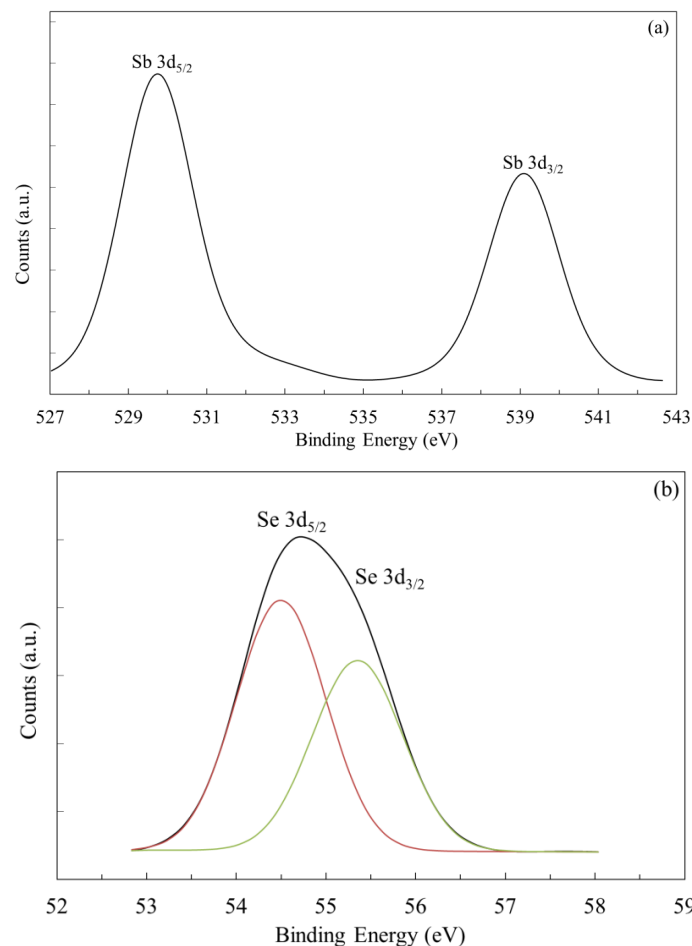 (a)
Sb 3d5/2
Sb 3d3/2
Counts (a.u.)
527 529 531 533 535 537 539 541 543
Binding Energy (eV)
(b)
Se 3d5/2
Se 3d3/2
Counts (a.u.)
52 53 54 55 56 57 58 59
Binding Energy (eV)